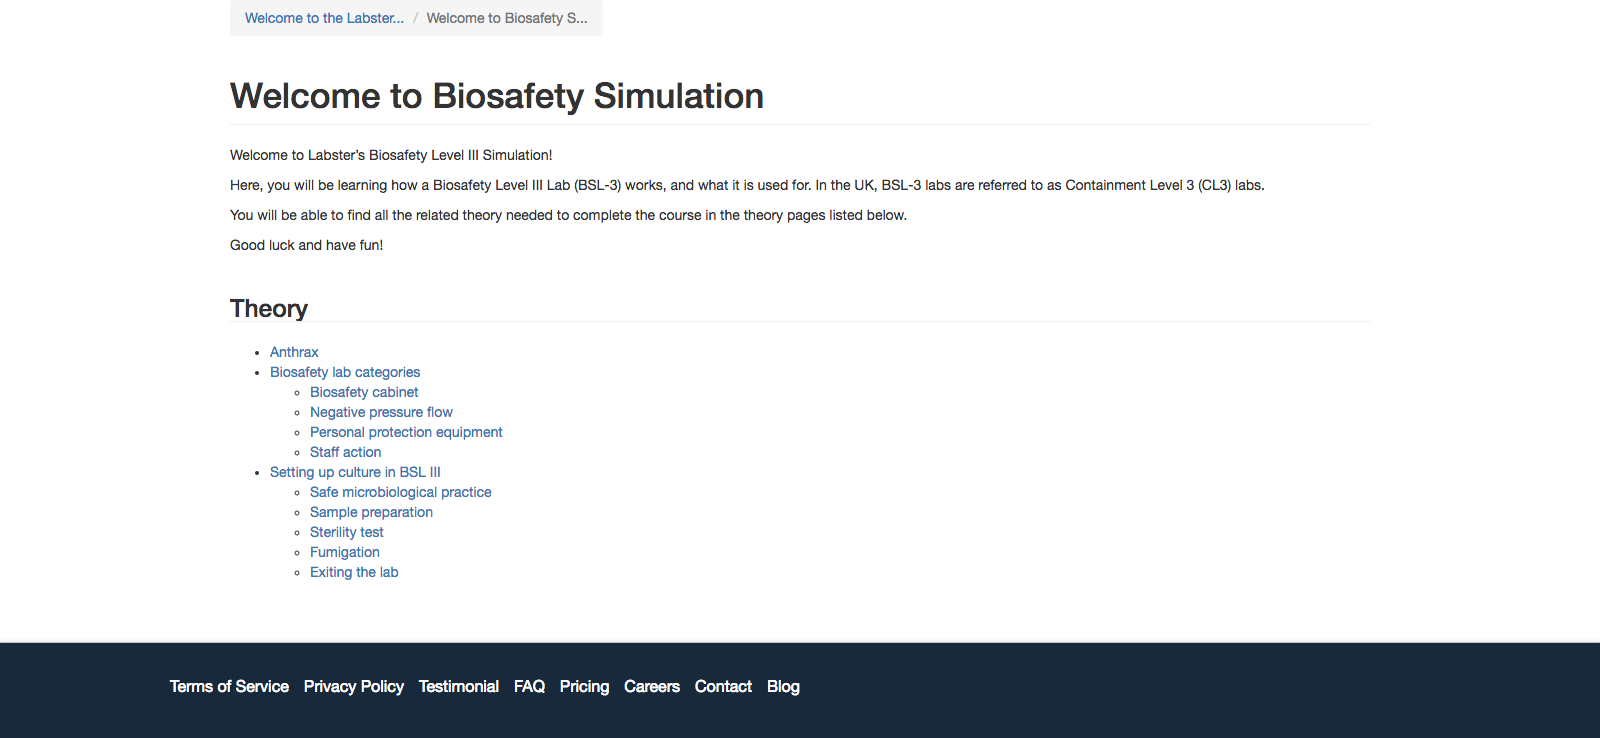 Welcome to the Labster... / Welcome to Biosafety S...
Welcome to Biosafety Simulation
Welcome to Labster’s Biosafety Level III Simulation!
Here, you will be learning how a Biosafety Level III Lab (BSL-3) works, and what it is used for. In the UK, BSL-3 labs are referred to as Containment Level 3 (CL3) labs.
You will be able to find all the related theory needed to complete the course in the theory pages listed below.
Good luck and have fun!
Theory
Anthrax
Biosafety lab categories
Biosafety cabinet
Negative pressure flow
Personal protection equipment
Staff action
Setting up culture in BSL III
Safe microbiological practice
Sample preparation
Sterility test
Fumigation
Exiting the lab
Terms of Service Privacy Policy Testimonial FAQ Pricing Careers Contact Blog